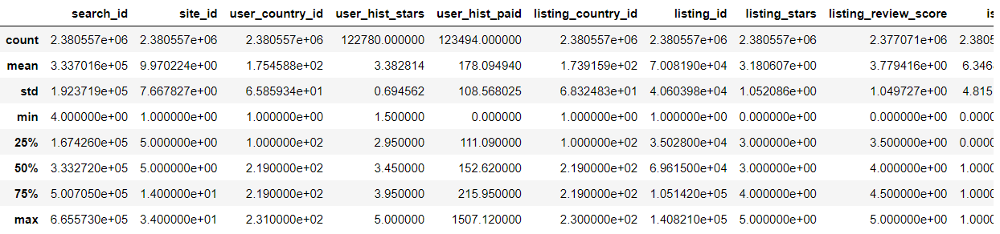 search_id site_id user_country_id user_hist_stars user_hist_paid listing_country_id listing_id listing_stars listing_review_score is
count 2.380557e+06 2.380557e+06 2.380557e+06 122780.000000 123494.000000 2.380557e+06 2.380557e+06 2.380557e+06 2.377071e+06 2.3805
mean 3.337016e+05 9.970224e+00 1.754588e+02 3.382814 178.094940 1.739159e+02 7.008190e+04 3.180607e+00 3.779416e+00 6.346
std 1.923719e+05 7.667827e+00 6.585934e+01 0.694562 108.568025 6.832483e+01 4.060398e+04 1.052086e+00 1.049727e+00 4.815
min 4.000000e+00 1.000000e+00 1.000000e+00 1.500000 0.000000 1.000000e+00 1.000000e+00 0.000000e+00 0.000000e+00 0.0000
25% 1.674260e+05 5.000000e+00 1.000000e+02 2.950000 111.090000 1.000000e+02 3.502800e+04 3.000000e+00 3.500000e+00 0.0000
50% 3.332720e+05 5.000000e+00 2.190000e+02 3.450000 152.620000 2.190000e+02 6.961500e+04 3.000000e+00 4.000000e+00 1.0000
75% 5.007050e+05 1.400000e+01 2.190000e+02 3.950000 215.950000 2.190000e+02 1.051420e+05 4.000000e+00 4.500000e+00 1.0000
max 6.655730e+05 3.400000e+01 2.310000e+02 5.000000 1507.120000 2.300000e+02 1.408210e+05 5.000000e+00 5.000000e+00 1.0000